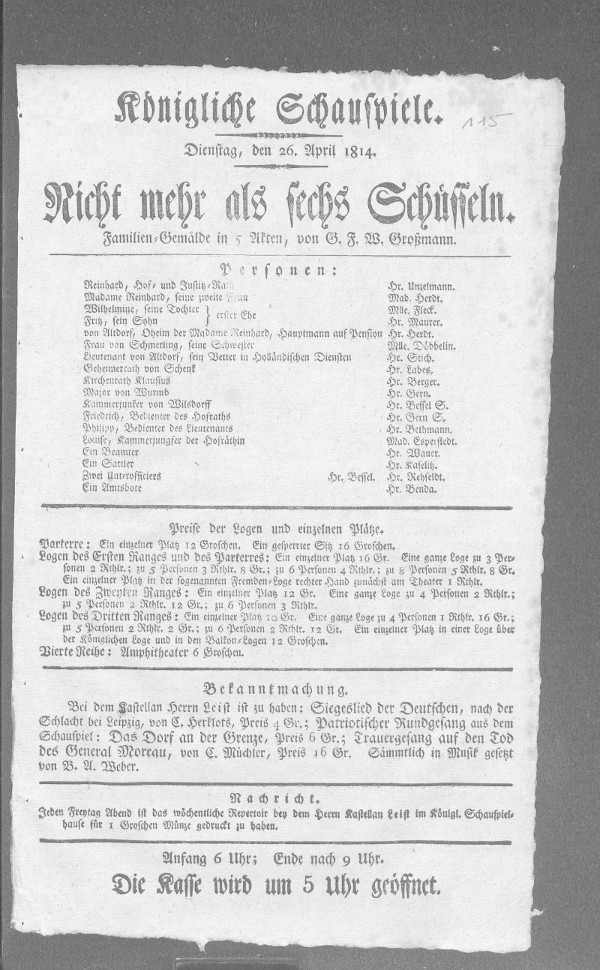 Königliche Schauspiele.
115
Dienstag, den 26. April 1814.
Nicht mehr als sechs Schüsseln.
Familien-Gemälde in 5 Akten, von G. F. W. Großmann.
Personen:
Reinhard, Hof- und Justitz-Rath Hr. Unzelmann.
Madame Reinhard, seine zweite Frau Mad. Herdt.
Wilhelmine, seine Tochter } erster Ehe Mlle. Fleck.
Fritz, sein Sohn Hr. Maurer.
von Altdorf, Oheim der Madame Reinhard, Hauptmann auf Pension Hr. Herdt.
Frau von Schmerling, seine Schwester Mlle. Döbbelin.
Lieutenant von Altdorf, sein Vetter in Holländischen Diensten Hr. Stich.
Geheimerath von Schenk Hr. Labes.
Kirchenrath Klausius Hr. Berger.
Major von Wurmb Hr. Gern.
Kammerjunker von Wilsdorff Hr. Bessel S.
Friedrich, Bedienter des Hofraths Hr. Gern S.
Philipp, Bedienter des Lieutenants Hr. Bethmann.
Louise, Kammerjungfer der Hofräthin Mad. Esperstedt.
Ein Beamter Hr. Wauer.
Ein Sattler Hr. Kaselitz.
Zwei Unterofficiers Hr. Bessel. Hr. Rehfeldt.
Ein Amtsbote Hr. Benda.
Preise der Logen und einzelnen Plätze.
Parterre: Ein einzelner Platz 12 Groschen. Ein gesperrter Sitz 16 Groschen.
Logen des Ersten Ranges und des Parterres: Ein einzelner Platz 16 Gr. Eine ganze Loge zu 3 Per-
sonen 2 Rthlr.; zu 5 Personen 3 Rthlr. 8 Gr.; zu 6 Personen 4 Rthlr.; zu 8 Personen 5 Rthlr. 8 Gr.
Ein einzelner Platz in der sogenannten Fremden-Loge rechter Hand zunächst am Theater 1 Rthlr.
Logen des Zweyten Ranges: Ein einzelner Platz 12 Gr. Eine ganze Loge zu 4 Personen 2 Rthlr.;
zu 5 Personen 2 Rthlr. 12 Gr.; zu 6 Personen 3 Rthlr.
Logen des Dritten Ranges: Ein einzelner Platz 10 Gr. Eine ganze Loge zu 4 Personen 1 Rthlr. 16 Gr.;
zu 5 Personen 2 Rthlr. 2 Gr.; zu 6 Personen 2 Rthlr. 12 Gr. Ein einzelner Platz in einer Loge über
der Königlichen Loge und in den Balkon-Logen 12 Groschen.
Vierte Reihe: Amphitheater 6 Groschen.
Bekanntmachung.
Bei dem Kastellan Herrn Leist ist zu haben: Siegeslied der Deutschen, nach der
Schlacht bei Leipzig, von C. Herklots, Preis 4 Gr.; Patriotischer Rundgesang aus dem
Schauspiel: Das Dorf an der Grenze, Preis 6 Gr.; Trauergesang auf den Tod
des General Moreau, von C. Müchler, Preis 16 Gr. Sämmtlich in Musik gesetzt
von B. A. Weber.
Nachricht.
Jeden Freytag Abend ist das wöchentliche Repertoir bey dem Herrn Kastellan Leist im Königl. Schauspiel-
hause für 1 Groschen Münze gedruckt zu haben.
Anfang 6 Uhr; Ende nach 9 Uhr.
Die Kasse wird um 5 Uhr geöffnet.